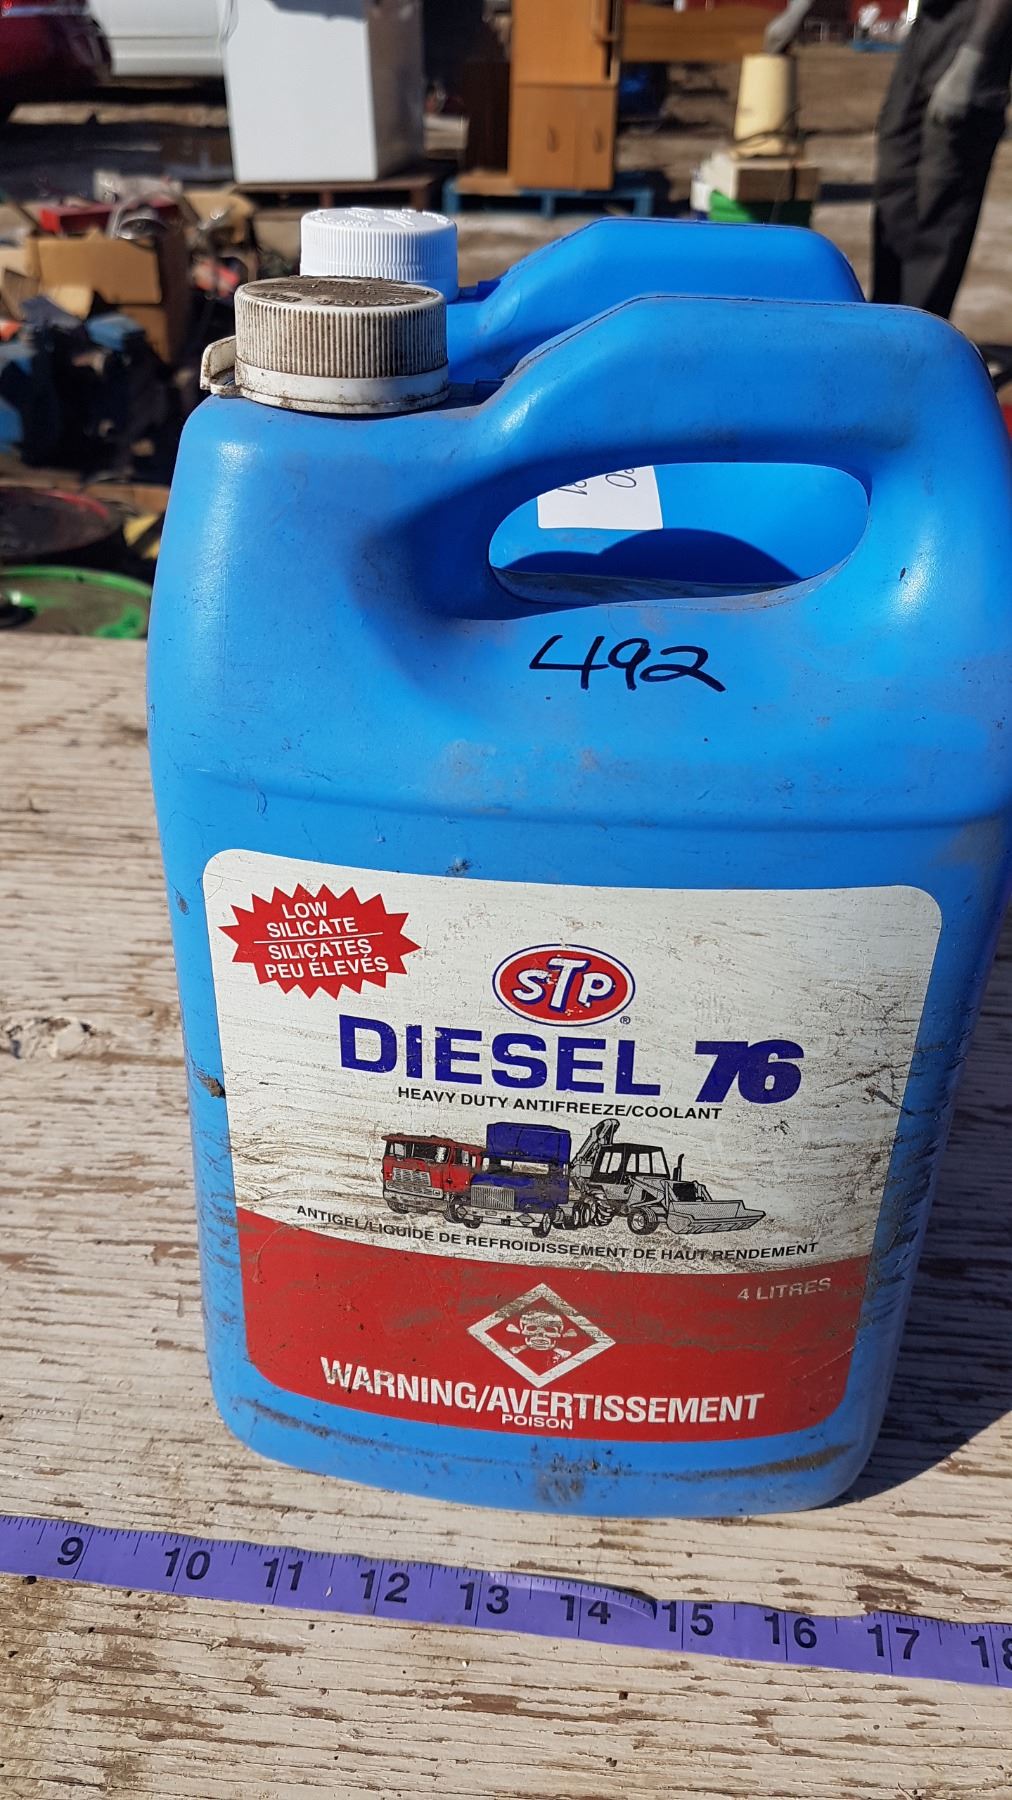 492
LOW
SILICATE
SILICATES
PEU ÉLEVÉS
STP®
DIESEL 76
HEAVY DUTY ANTIFREEZE/COOLANT
ANTIGEL/LIQUIDE DE REFROIDISSEMENT DE HAUT RENDEMENT
4 LITRES
WARNING/AVERTISSEMENT
POISON
9 10 11 12 13 14 15 16 17 18